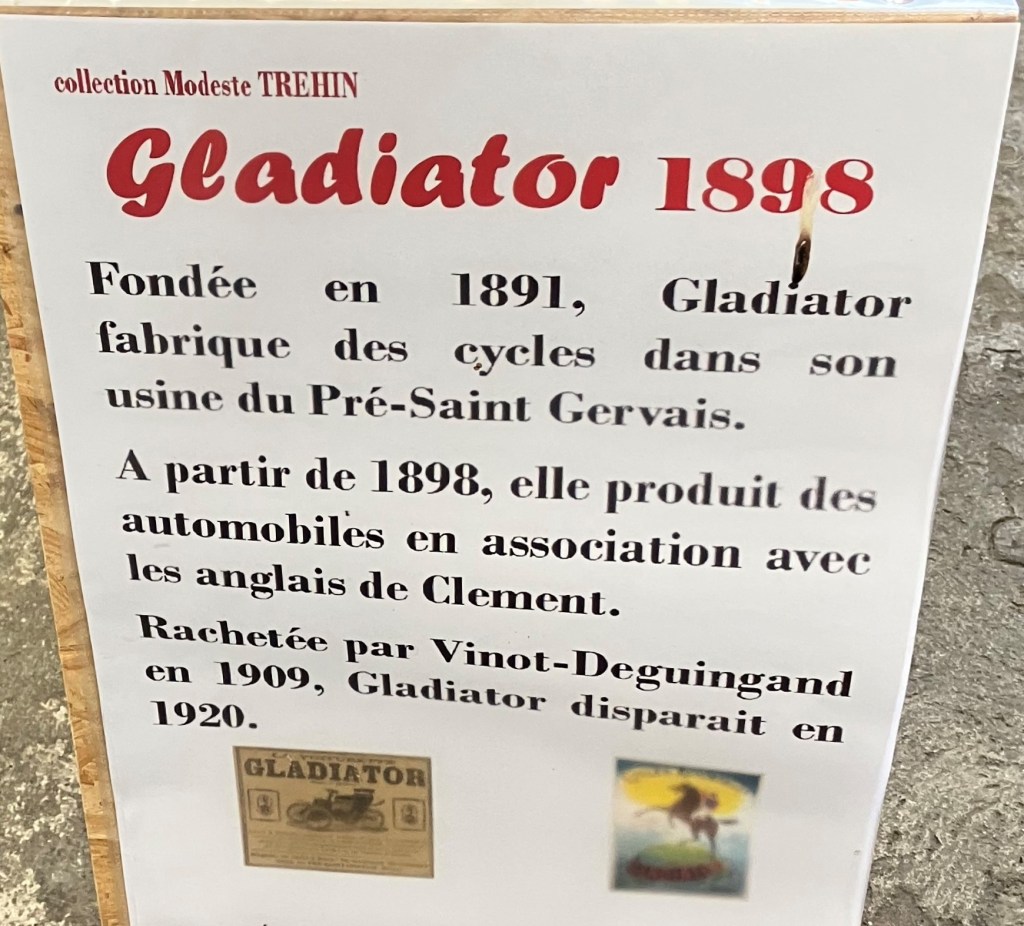 collection Modeste TREHIN
Gladiator 1898
Fondée en 1891, Gladiator
fabrique des cycles dans son
usine du Pré-Saint Gervais.
A partir de 1898, elle produit des
automobiles en association avec
les anglais de Clement.
Rachetée par Vinot-Deguingand
en 1909, Gladiator disparait en
1920.
GLADIATOR